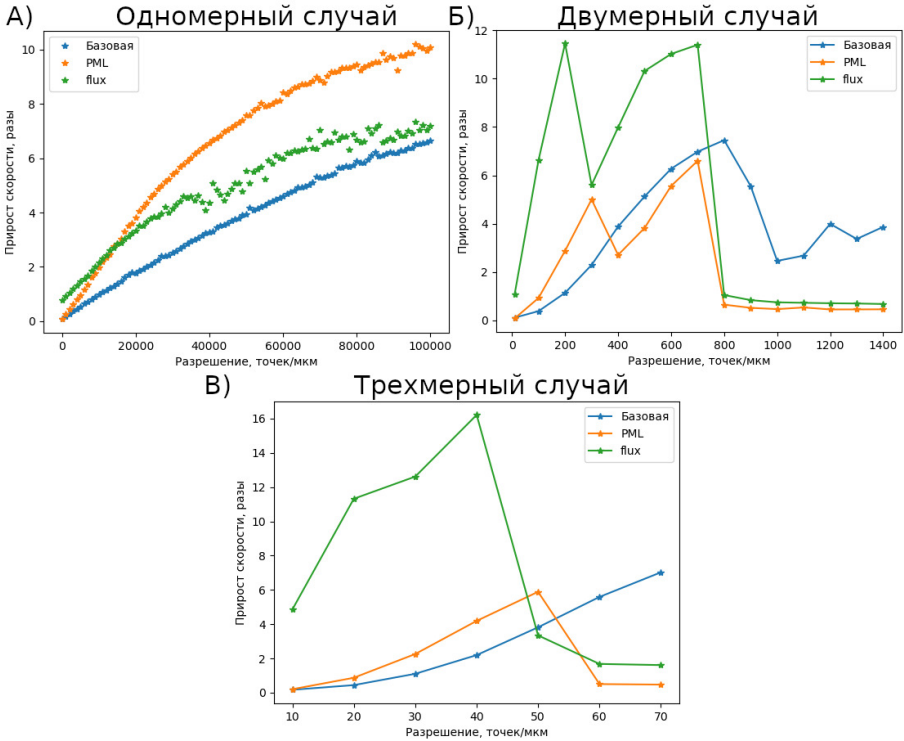 А) Одномерный случай
Прирост скорости, разы
10
8
6
4
2
0
Базовая
PML
flux
0 20000 40000 60000 80000 100000
Разрешение, точек/мкм
Б) Двумерный случай
Прирост скорости, разы
12
10
8
6
4
2
0
Базовая
PML
flux
0 200 400 600 800 1000 1200 1400
Разрешение, точек/мкм
В) Трехмерный случай
Прирост скорости, разы
16
14
12
10
8
6
4
2
0
Базовая
PML
flux
10 20 30 40 50 60 70
Разрешение, точек/мкм